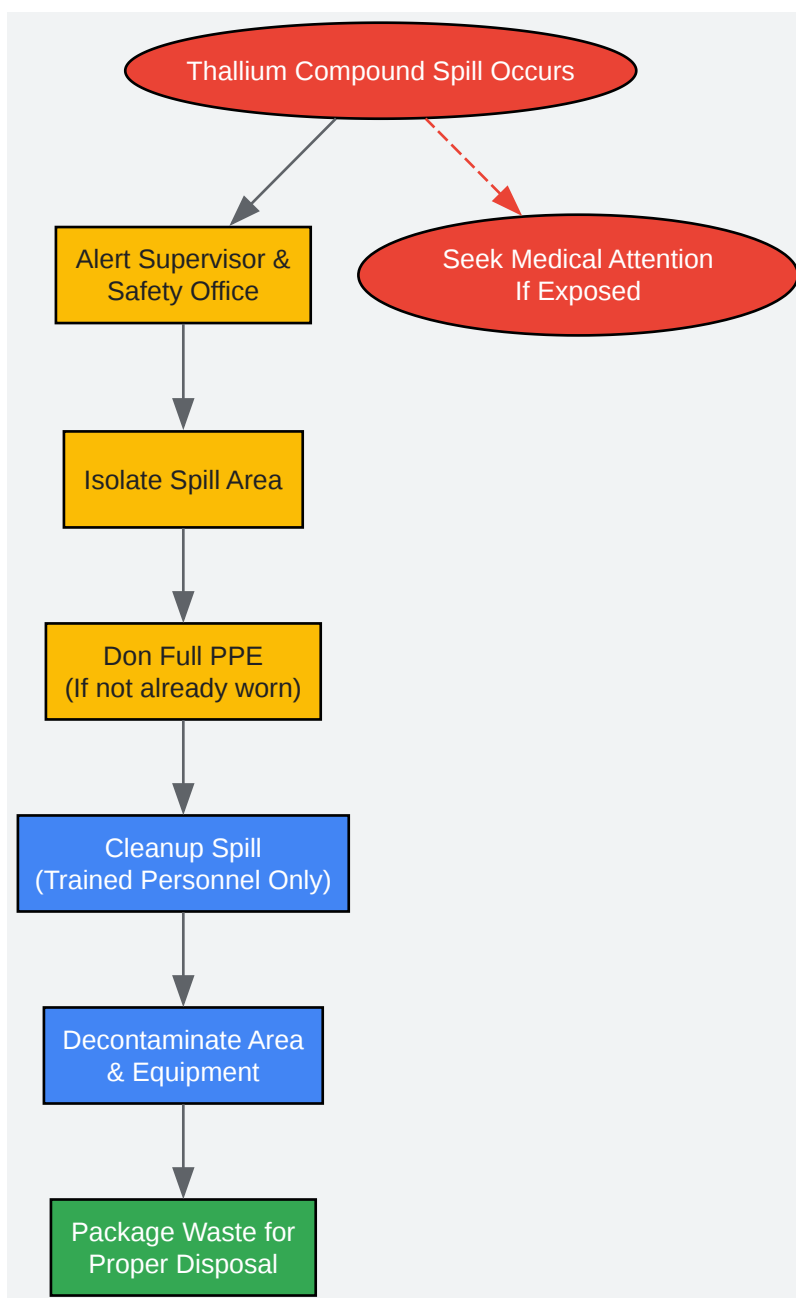 Thallium Compound Spill Occurs
Alert Supervisor &
Safety Office
Seek Medical Attention
If Exposed
Isolate Spill Area
Don Full PPE
(If not already worn)
Cleanup Spill
(Trained Personnel Only)
Decontaminate Area
& Equipment
Package Waste for
Proper Disposal